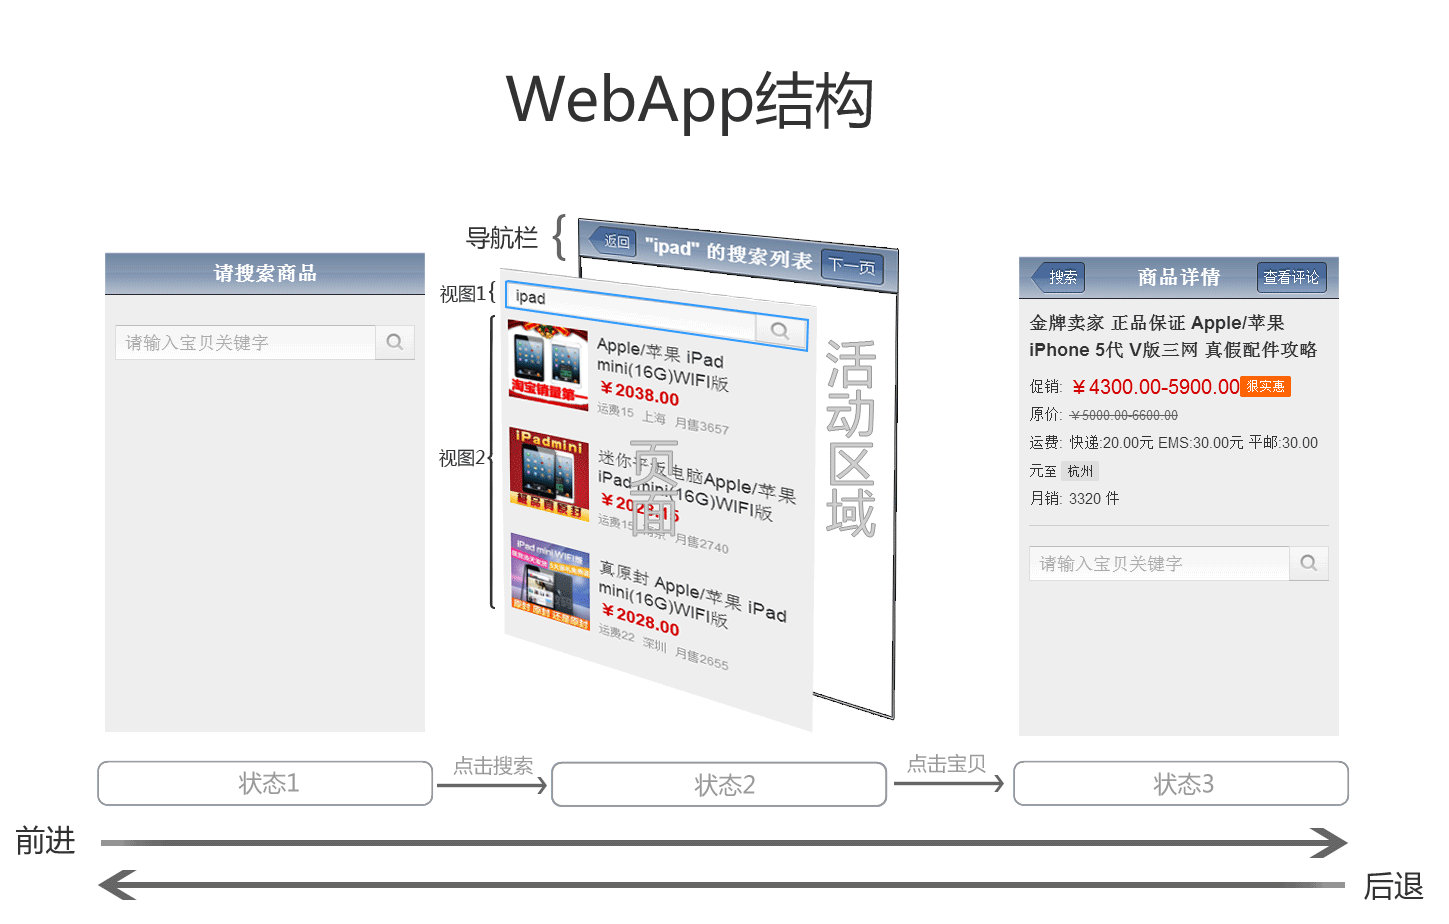 WebApp结构
请搜索商品
请输入宝贝关键字
导航栏
返回
"ipad" 的搜索列表
下一页
视图1
ipad
淘宝销量第一
Apple/苹果 iPad
mini(16G)WIFI版
￥2038.00
运费15 上海 月售3657
视图2
iPadmini
迷你平板电脑Apple/苹果
iPad mini(16G)WIFI版
月售2740
iPad mini WIFI版
真原封 Apple/苹果 iPad
mini(16G)WIFI版
￥2028.00
运费22 深圳 月售2655
页面
活动区域
搜索
商品详情
查看评论
金牌卖家 正品保证 Apple/苹果
iPhone 5代 V版三网 真假配件攻略
促销: ￥4300.00-5900.00 狠实惠
原价: ￥5000.00-6600.00
运费: 快递:20.00元 EMS:30.00元 平邮:30.00
元至 杭州
月销: 3320 件
请输入宝贝关键字
状态1
点击搜索
状态2
点击宝贝
状态3
前进
后退